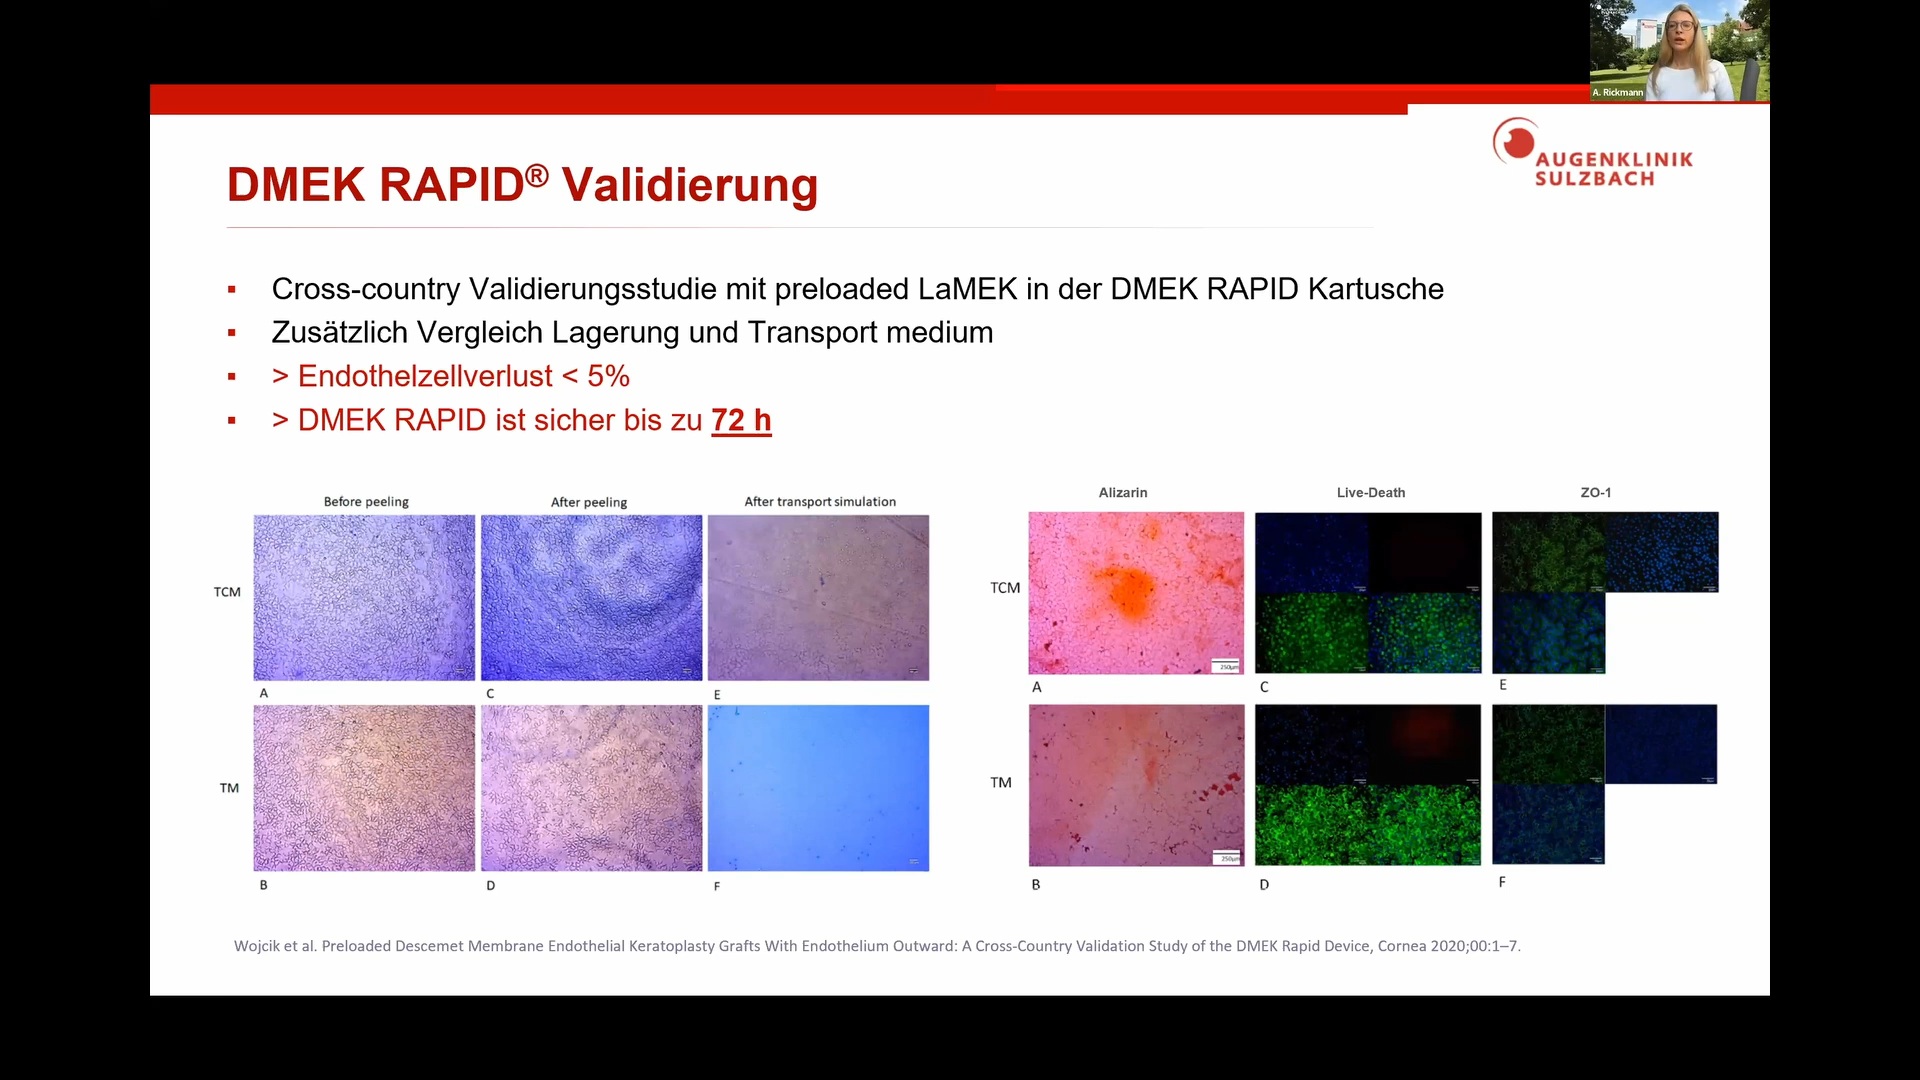 A. Rickmann
AUGENKLINIK
SULZBACH
DMEK RAPID® Validierung
▪ Cross-country Validierungsstudie mit preloaded LaMEK in der DMEK RAPID Kartusche
▪ Zusätzlich Vergleich Lagerung und Transport medium
▪ > Endothelzellverlust < 5%
▪ > DMEK RAPID ist sicher bis zu 72 h
Before peeling After peeling After transport simulation
TCM
A C E
TM
B D F
Alizarin Live-Death ZO-1
TCM
250µm
A C E
TM
250µm
B D F
Wojcik et al. Preloaded Descemet Membrane Endothelial Keratoplasty Grafts With Endothelium Outward: A Cross-Country Validation Study of the DMEK Rapid Device, Cornea 2020;00:1–7.